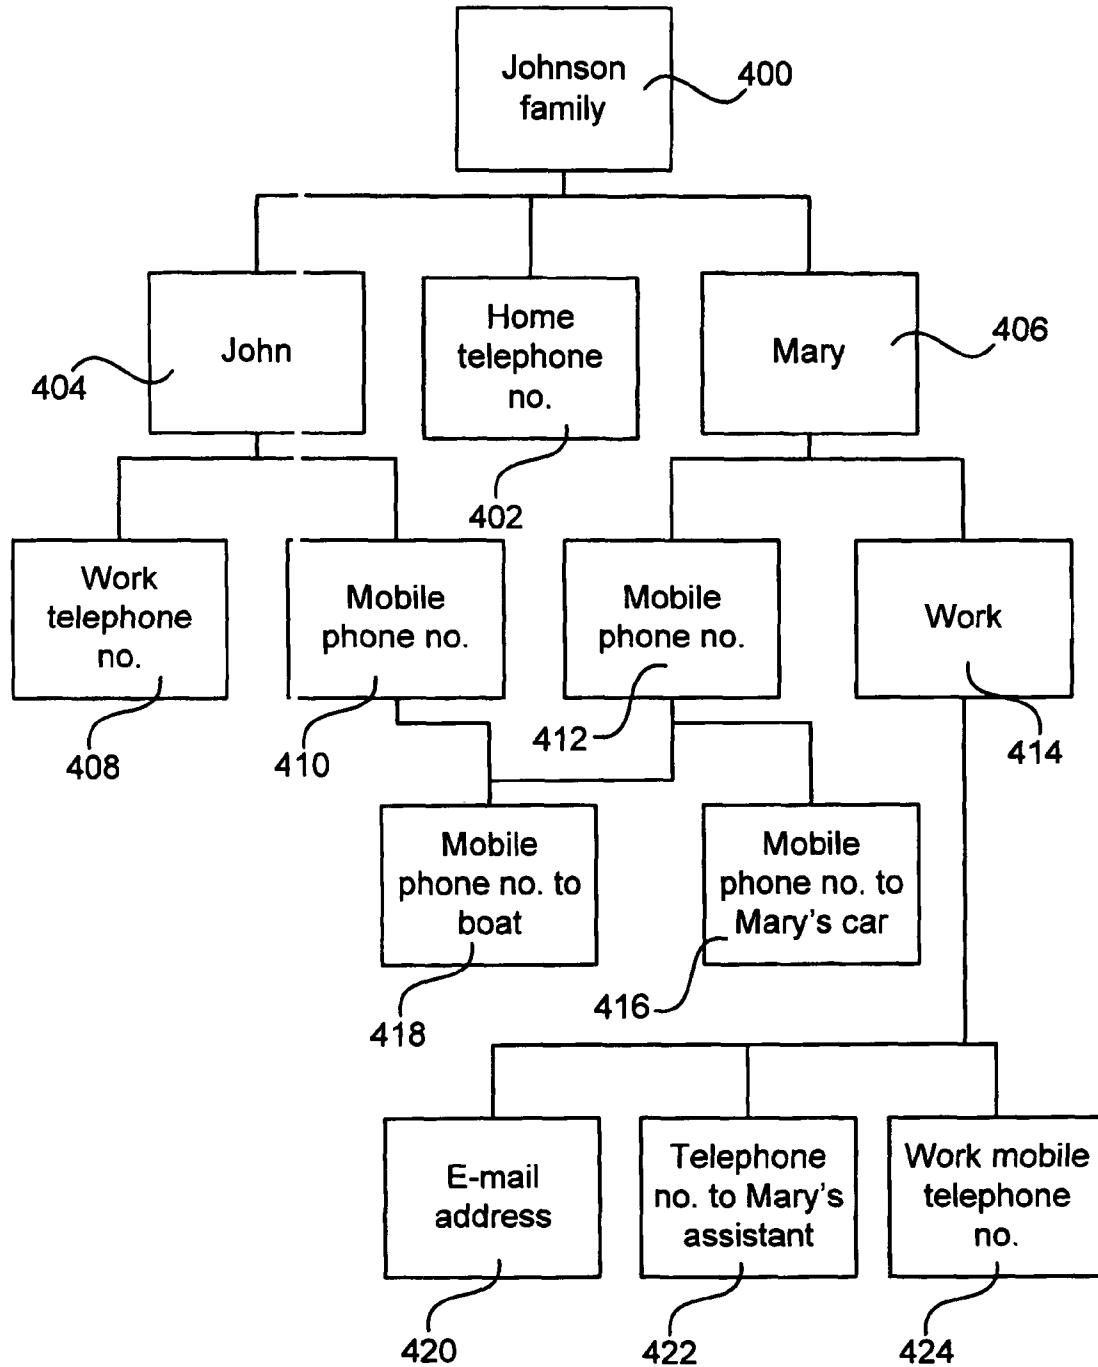 Johnson
family
400
John
404
Home
telephone
no.
402
Mary
406
Work
telephone
no.
408
Mobile
phone no.
410
Mobile
phone no.
412
Work
414
Mobile
phone no. to
boat
418
Mobile
phone no. to
Mary's car
416
E-mail
address
420
Telephone
no. to Mary's
assistant
422
Work mobile
telephone
no.
424